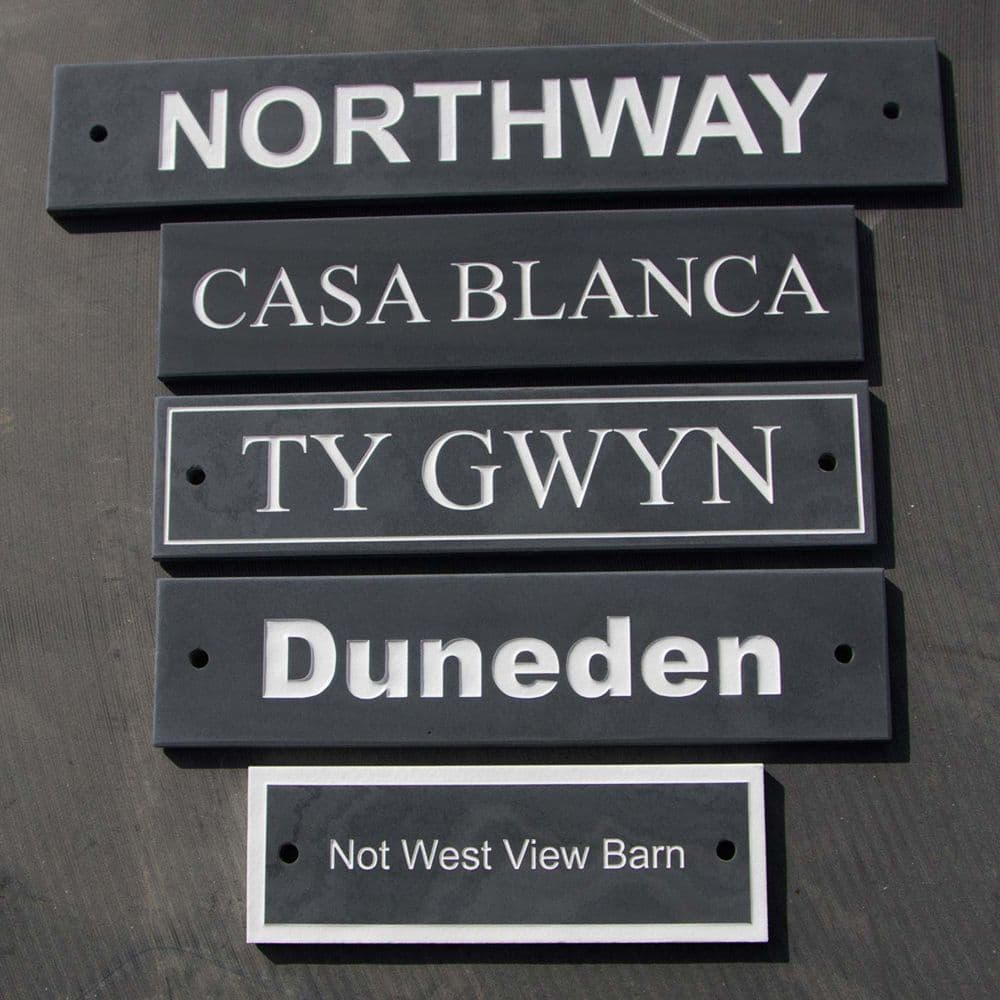 NORTHWAY
CASA BLANCA
TY GWYN
Duneden
Not West View Barn